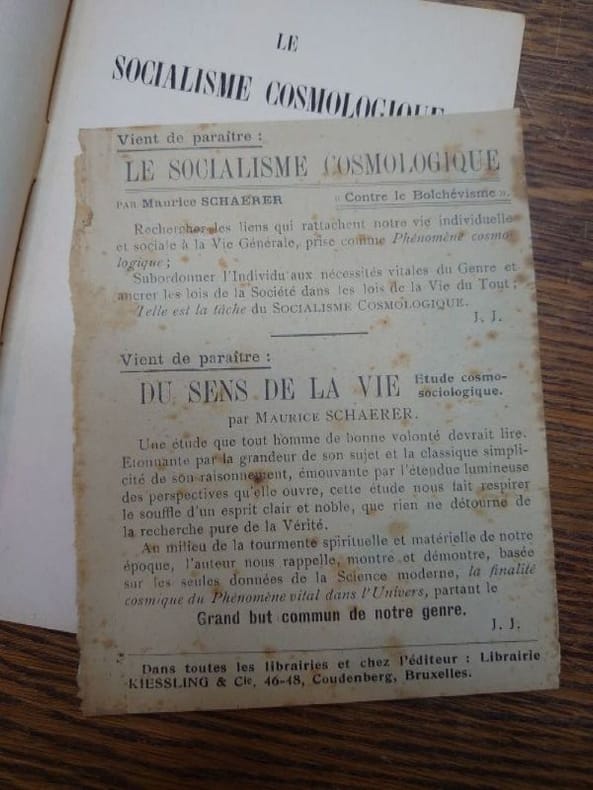 LE
SOCIALISME COSMOLOGIQUE
Vient de paraître :
LE SOCIALISME COSMOLOGIQUE
PAR Maurice SCHAERER « Contre le Bolchévisme ».
Rechercher les liens qui rattachent notre vie individuelle
et sociale à la Vie Générale, prise comme Phénomène cosmo-
logique ;
Subordonner l'Individu aux nécessités vitales du Genre et
ancrer les lois de la Société dans les lois de la Vie du Tout ;
Telle est la tâche du SOCIALISME COSMOLOGIQUE.
J. J.
Vient de paraître :
DU SENS DE LA VIE Etude cosmo-
sociologique.
par MAURICE SCHAERER.
Une étude que tout homme de bonne volonté devrait lire.
Etonnante par la grandeur de son sujet et la classique simpli-
cité de son raisonnement, émouvante par l'étendue lumineuse
des perspectives qu'elle ouvre, cette étude nous fait respirer
le souffle d'un esprit clair et noble, que rien ne détourne de
la recherche pure de la Vérité.
Au milieu de la tourmente spirituelle et matérielle de notre
époque, l'auteur nous rappelle, montre et démontre, basée
sur les seules données de la Science moderne, la finalité
cosmique du Phénomène vital dans l'Univers, partant le
Grand but commun de notre genre.
J. J.
Dans toutes les librairies et chez l'éditeur : Librairie
KIESSLING & Cie, 46-48, Coudenberg, Bruxelles.